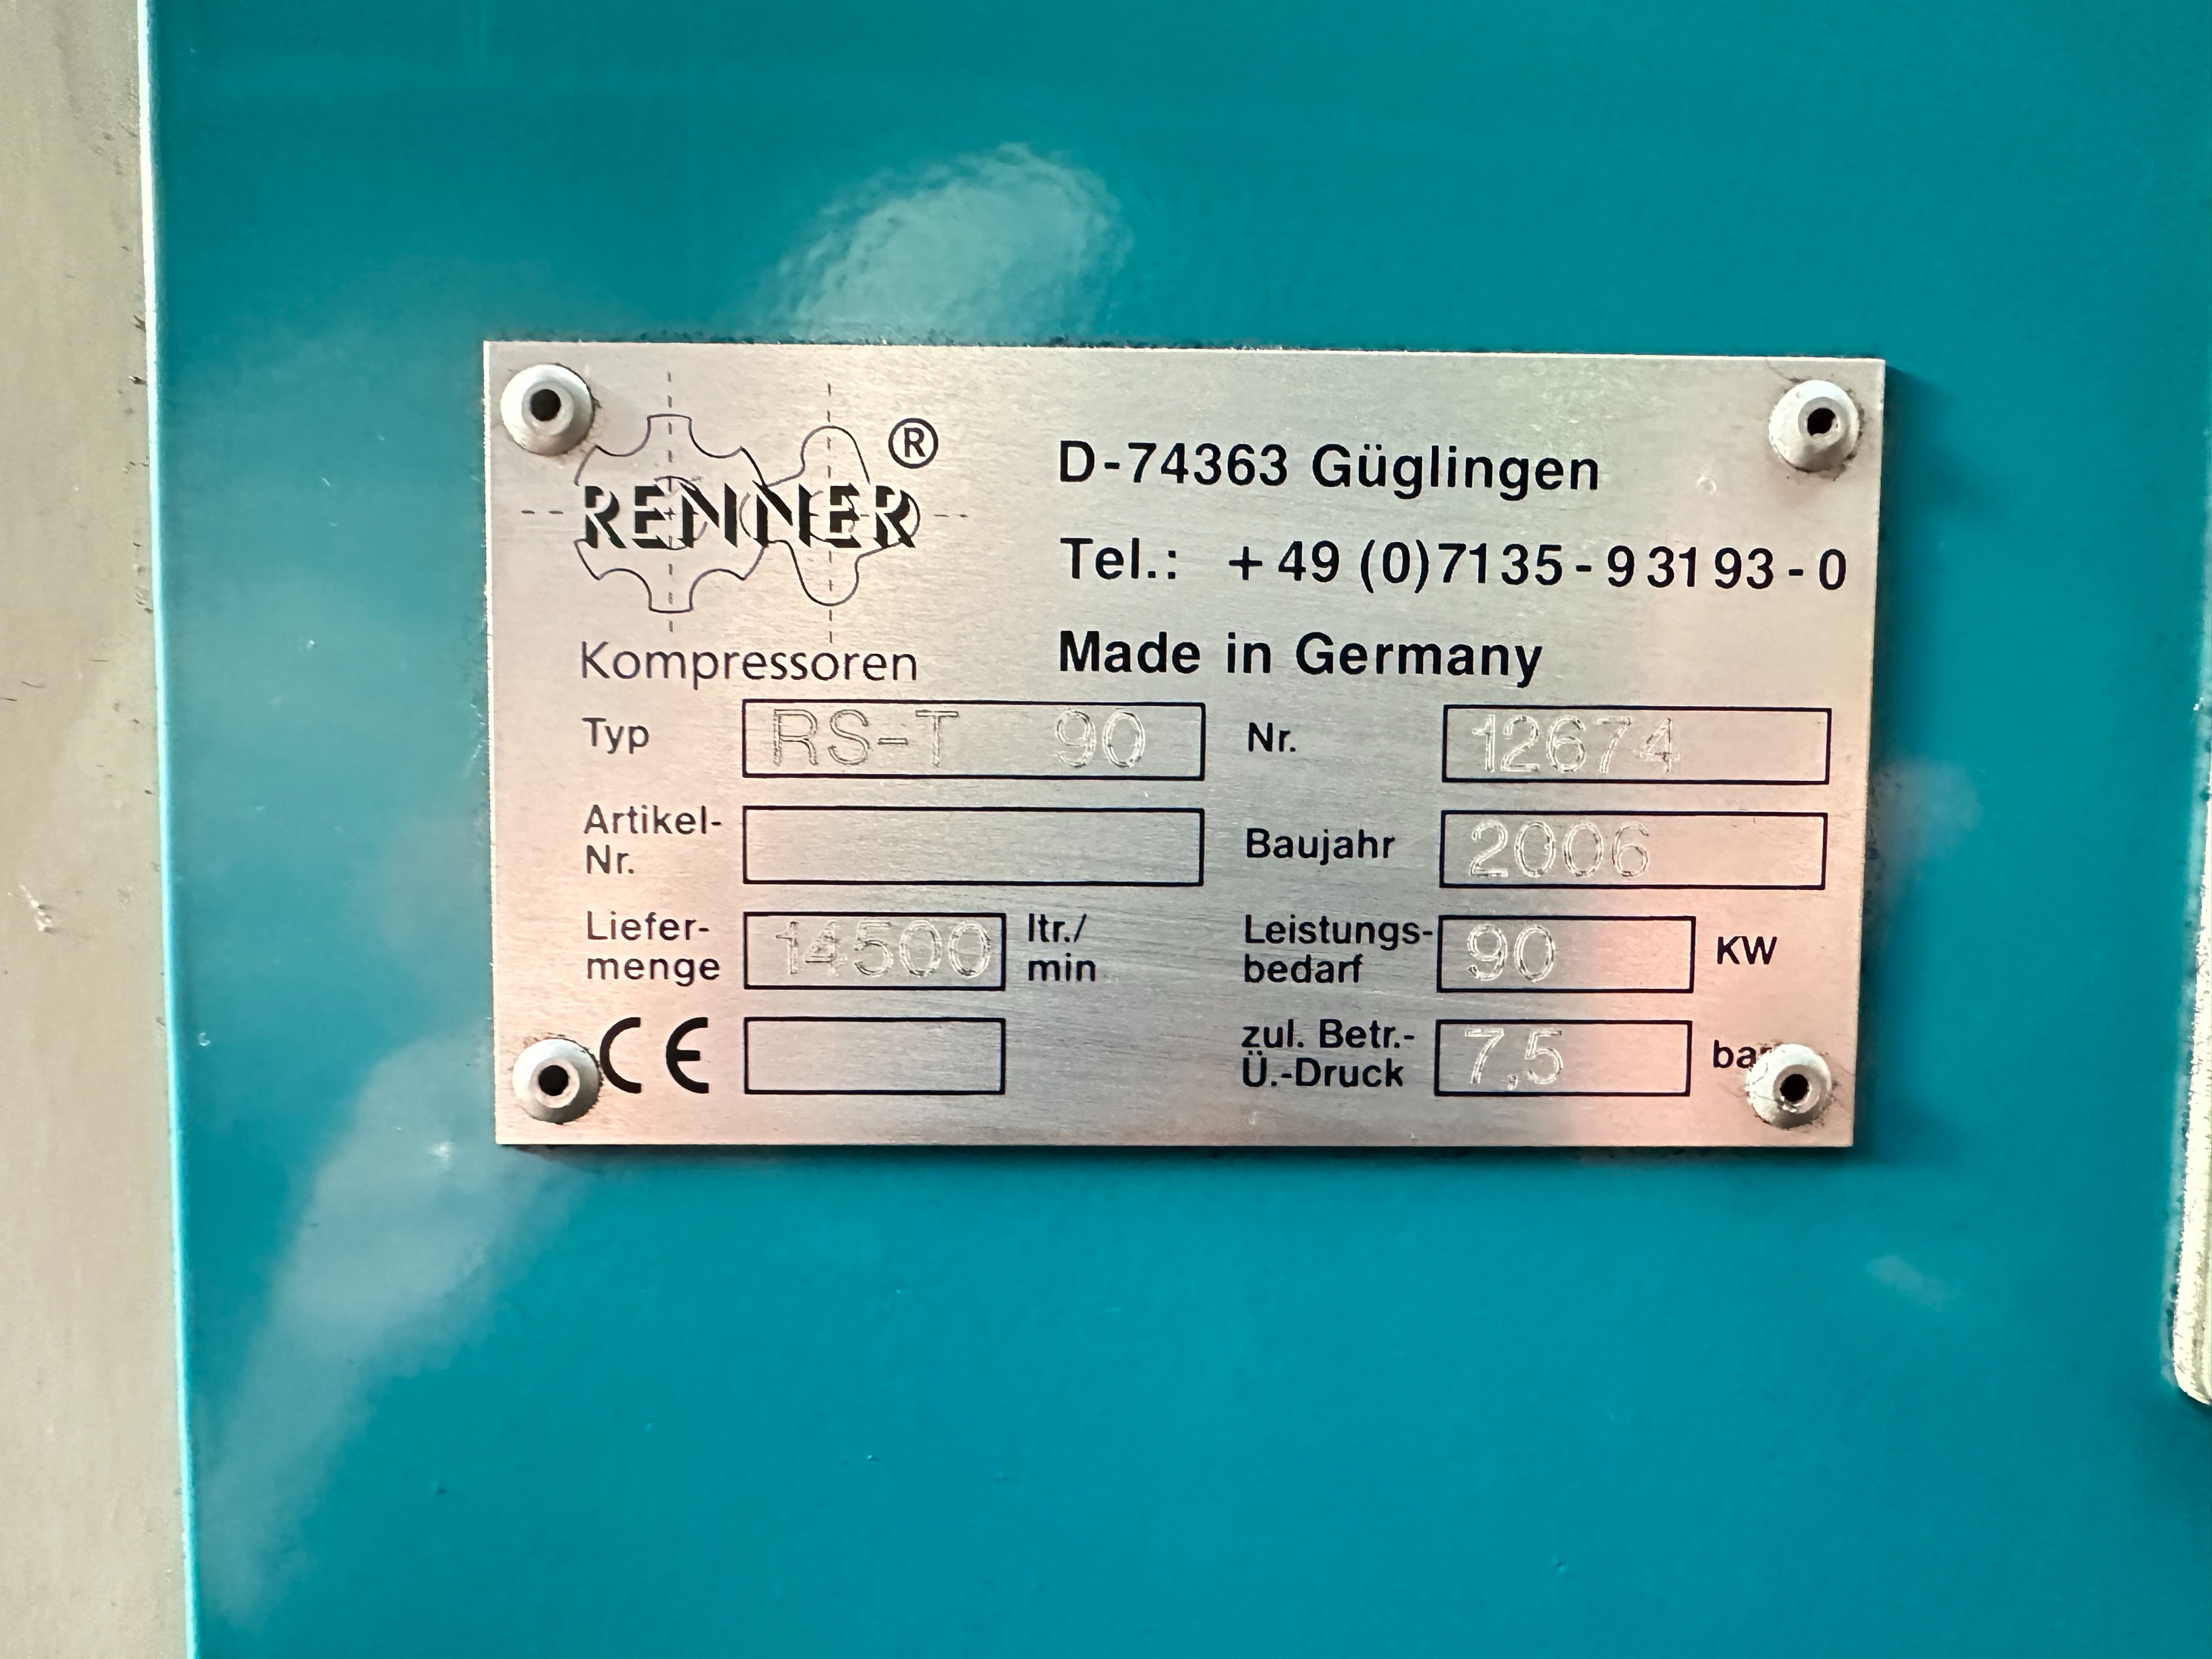 RENNER ®
Kompressoren
D-74363 Güglingen
Tel.: +49 (0)7135-93193-0
Made in Germany
Typ RS-T 90 Nr. 12674
Artikel-
Nr.
Baujahr 2006
Liefer-
menge 14500 ltr./
min
Leistungs-
bedarf 90 KW
CE
zul. Betr.-
Ü.-Druck 7,5 bar